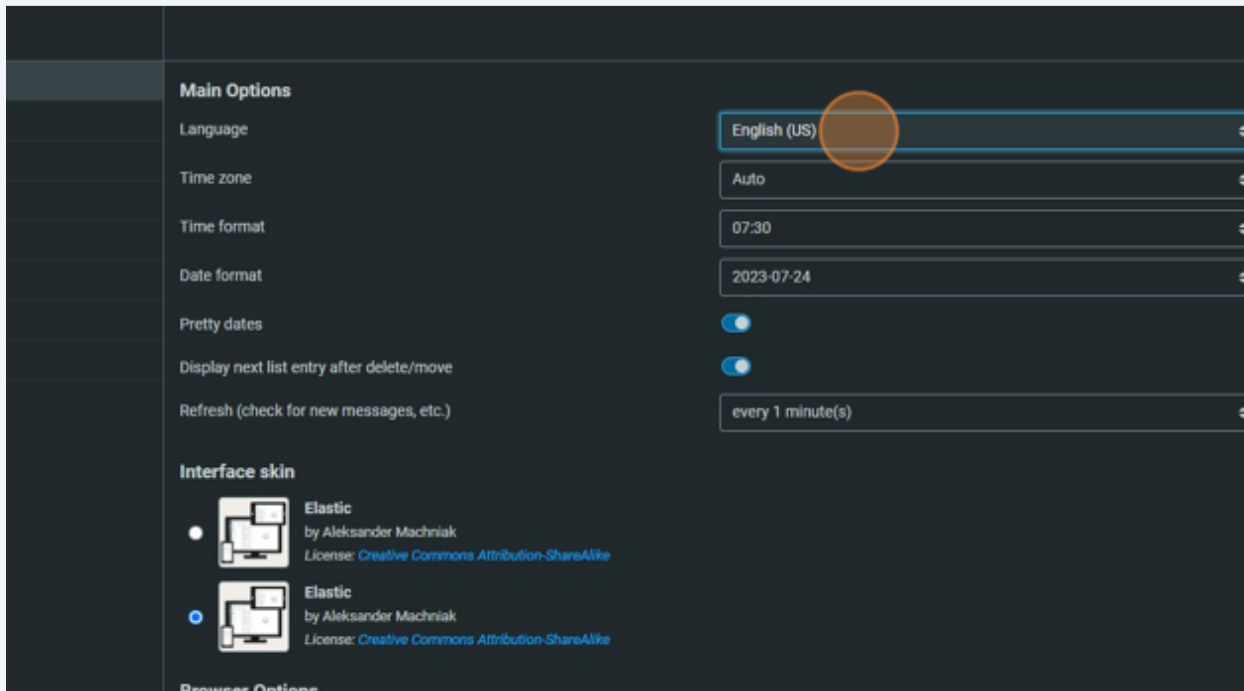 Main Options
Language English (US)
Time zone Auto
Time format 07:30
Date format 2023-07-24
Pretty dates
Display next list entry after delete/move
Refresh (check for new messages, etc.) every 1 minute(s)
Interface skin
Elastic
by Aleksander Machniak
License: Creative Commons Attribution-ShareAlike
Elastic
by Aleksander Machniak
License: Creative Commons Attribution-ShareAlike
Browser Options